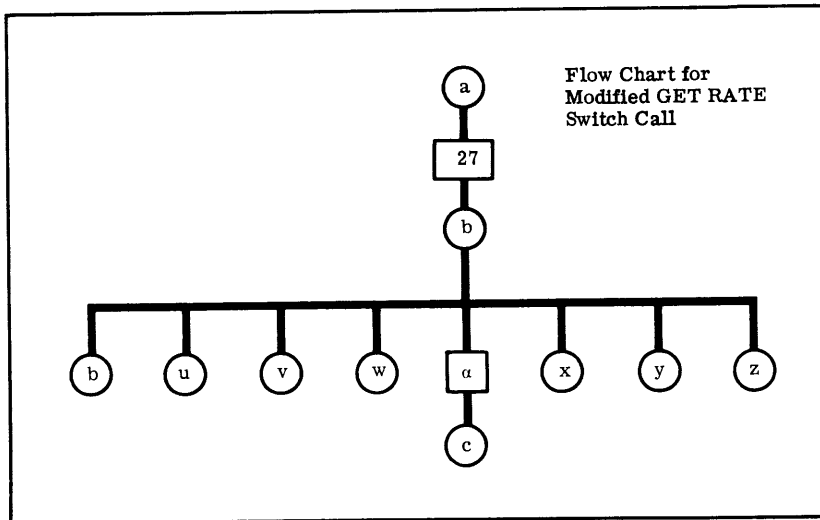 a
Flow Chart for
Modified GET RATE
Switch Call
27
b
b u v w α x y z
c